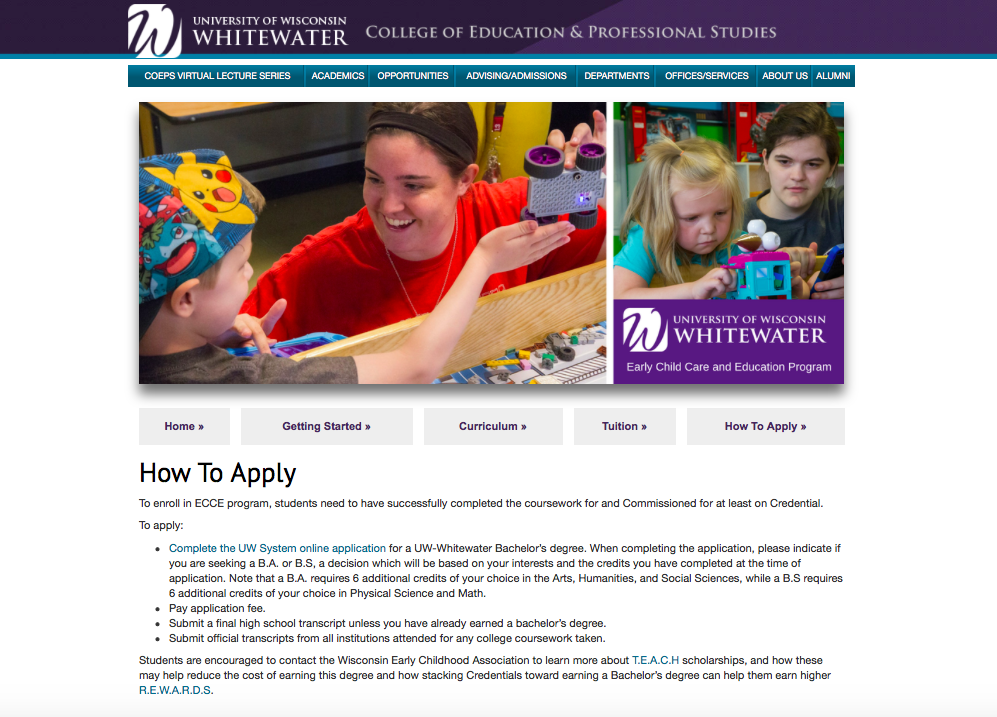 UNIVERSITY OF WISCONSIN
WHITEWATER
COLLEGE OF EDUCATION & PROFESSIONAL STUDIES
COEPS VIRTUAL LECTURE SERIES
ACADEMICS
OPPORTUNITIES
ADVISING/ADMISSIONS
DEPARTMENTS
OFFICES/SERVICES
ABOUT US
ALUMNI
UNIVERSITY OF WISCONSIN
WHITEWATER
Early Child Care and Education Program
Home »
Getting Started »
Curriculum »
Tuition »
How To Apply »
How To Apply
To enroll in ECCE program, students need to have successfully completed the coursework for and Commissioned for at least on Credential.
To apply:
• Complete the UW System online application for a UW-Whitewater Bachelor's degree. When completing the application, please indicate if
you are seeking a B.A. or B.S, a decision which will be based on your interests and the credits you have completed at the time of
application. Note that a B.A. requires 6 additional credits of your choice in the Arts, Humanities, and Social Sciences, while a B.S requires
6 additional credits of your choice in Physical Science and Math.
• Pay application fee.
• Submit a final high school transcript unless you have already earned a bachelor's degree.
• Submit official transcripts from all institutions attended for any college coursework taken.
Students are encouraged to contact the Wisconsin Early Childhood Association to learn more about T.E.A.C.H scholarships, and how these
may help reduce the cost of earning this degree and how stacking Credentials toward earning a Bachelor's degree can help them earn higher
R.E.W.A.R.D.S.